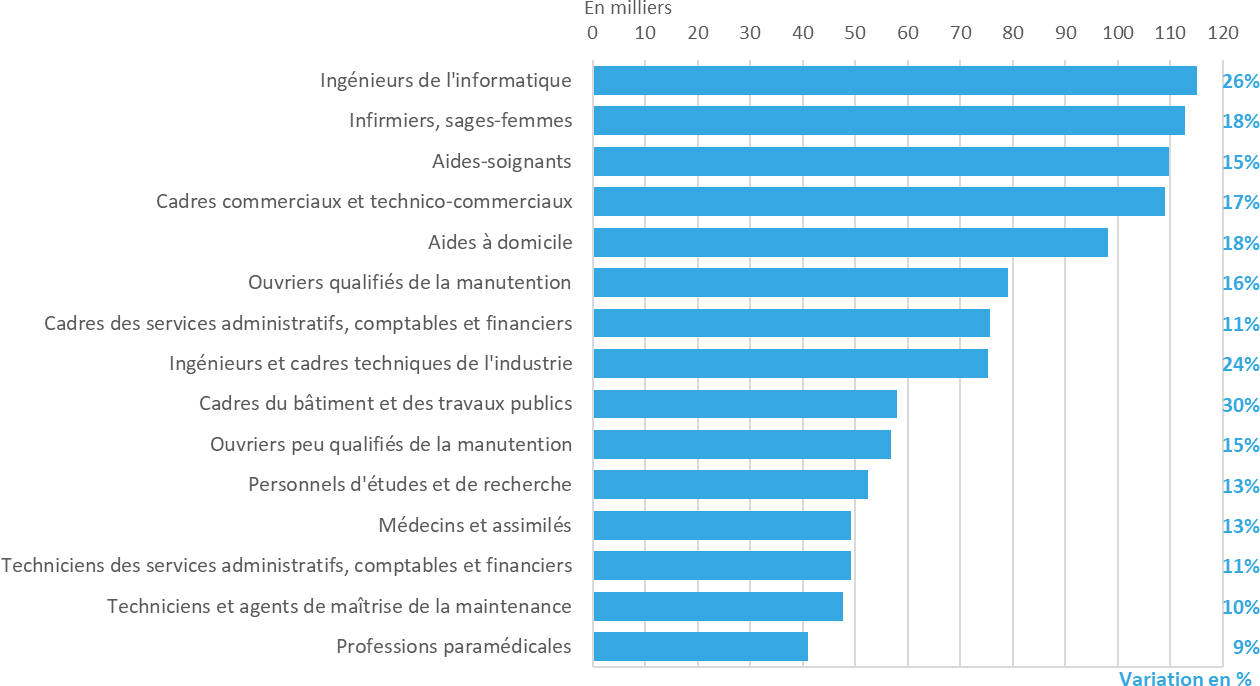 En milliers
0 10 20 30 40 50 60 70 80 90 100 110 120
Ingénieurs de l'informatique 26%
Infirmiers, sages-femmes 18%
Aides-soignants 15%
Cadres commerciaux et technico-commerciaux 17%
Aides à domicile 18%
Ouvriers qualifiés de la manutention 16%
Cadres des services administratifs, comptables et financiers 11%
Ingénieurs et cadres techniques de l'industrie 24%
Cadres du bâtiment et des travaux publics 30%
Ouvriers peu qualifiés de la manutention 15%
Personnels d'études et de recherche 13%
Médecins et assimilés 13%
Techniciens des services administratifs, comptables et financiers 11%
Techniciens et agents de maîtrise de la maintenance 10%
Professions paramédicales 9%
Variation en %